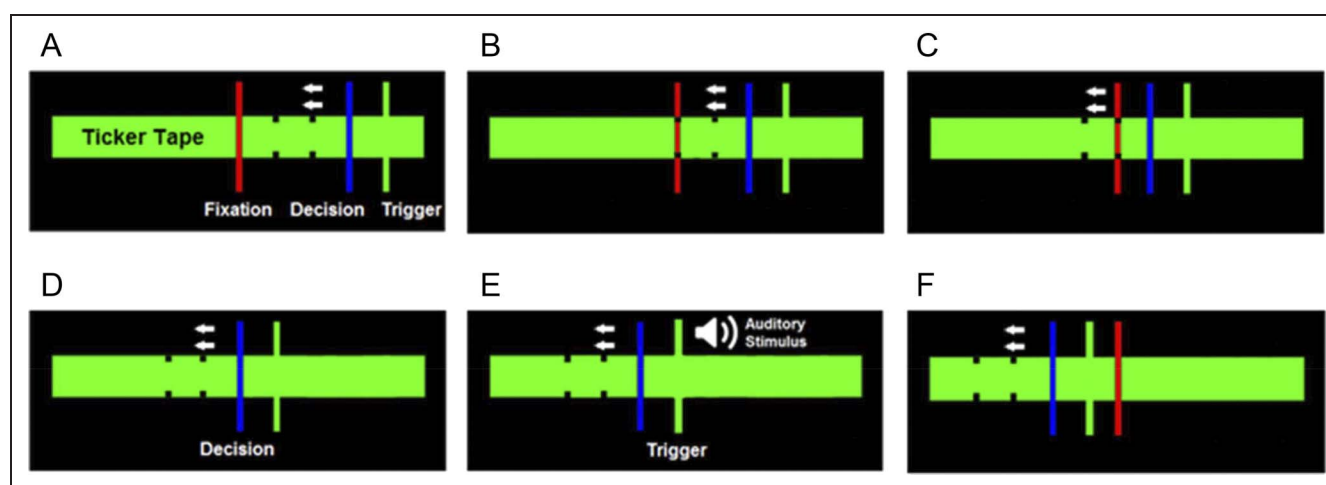 A
B
C
Ticker Tape
Fixation
Decision
Trigger
D
E
F
Auditory
Stimulus
Decision
Trigger